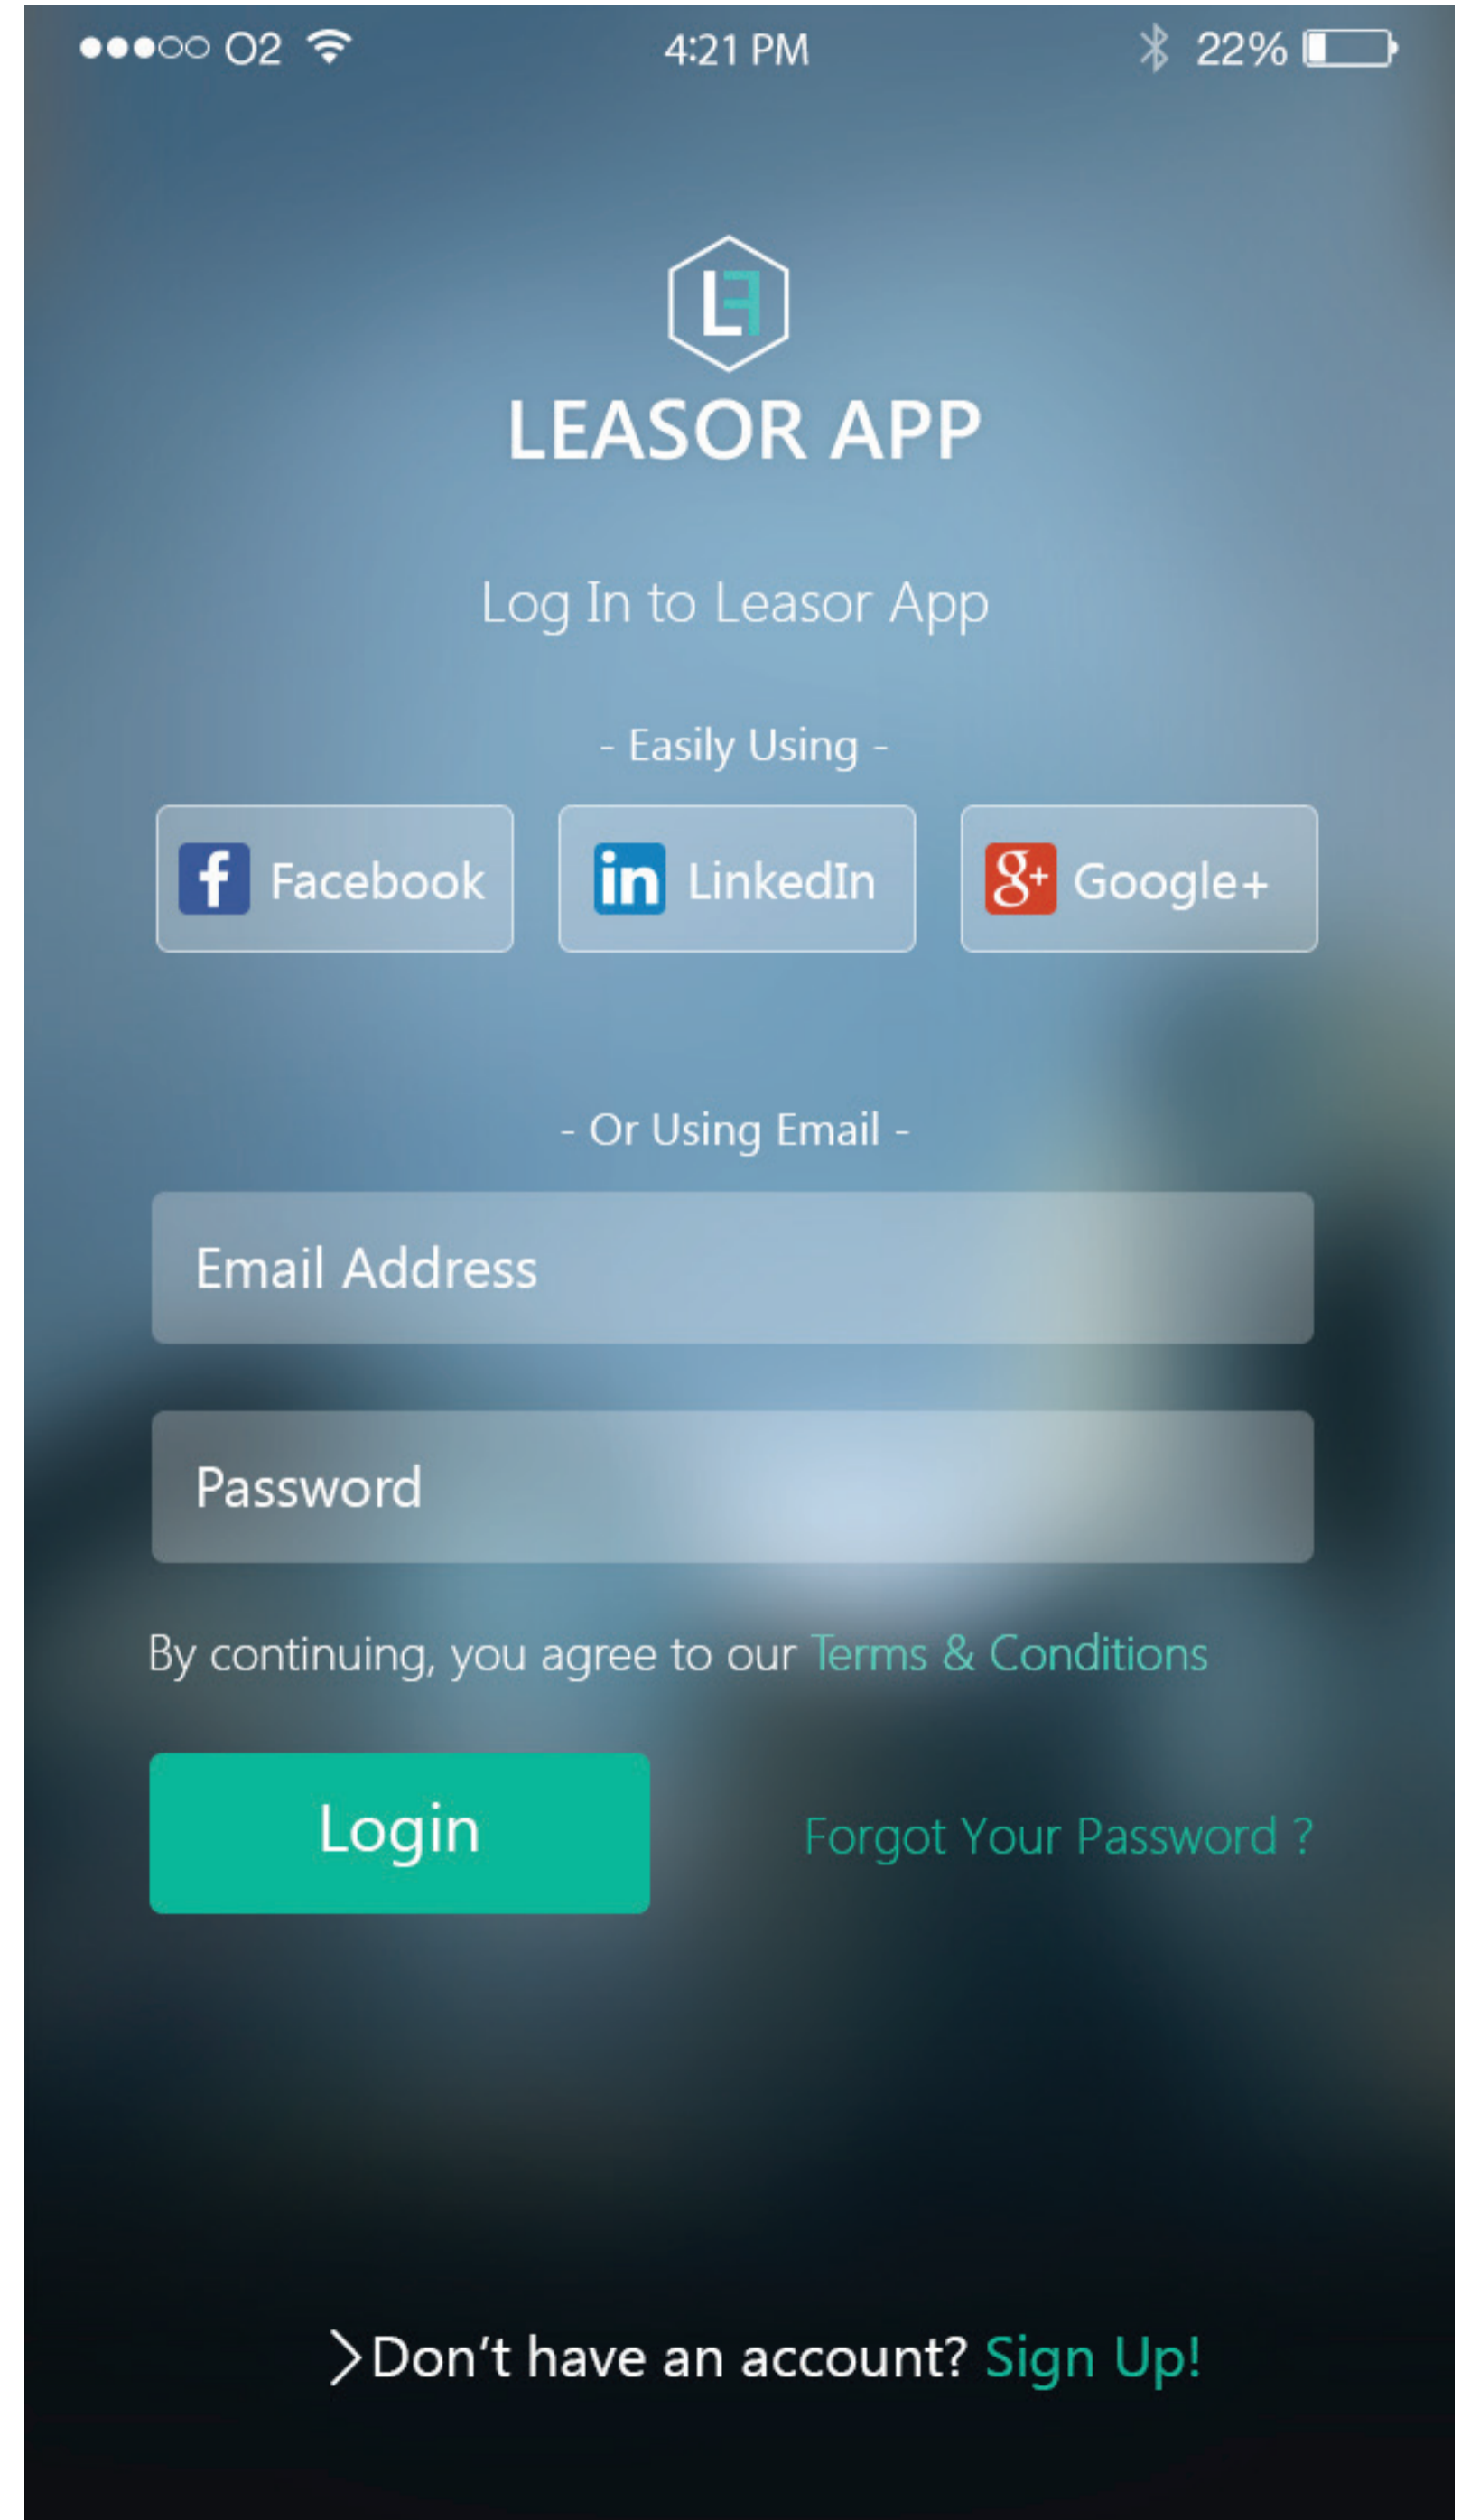 O2 4:21 PM 22%
LF
LEASOR APP
Log In to Leasor App
- Easily Using -
f Facebook in LinkedIn g+ Google+
- Or Using Email -
Email Address
Password
By continuing, you agree to our Terms & Conditions
Login Forgot Your Password ?
Don't have an account? Sign Up!